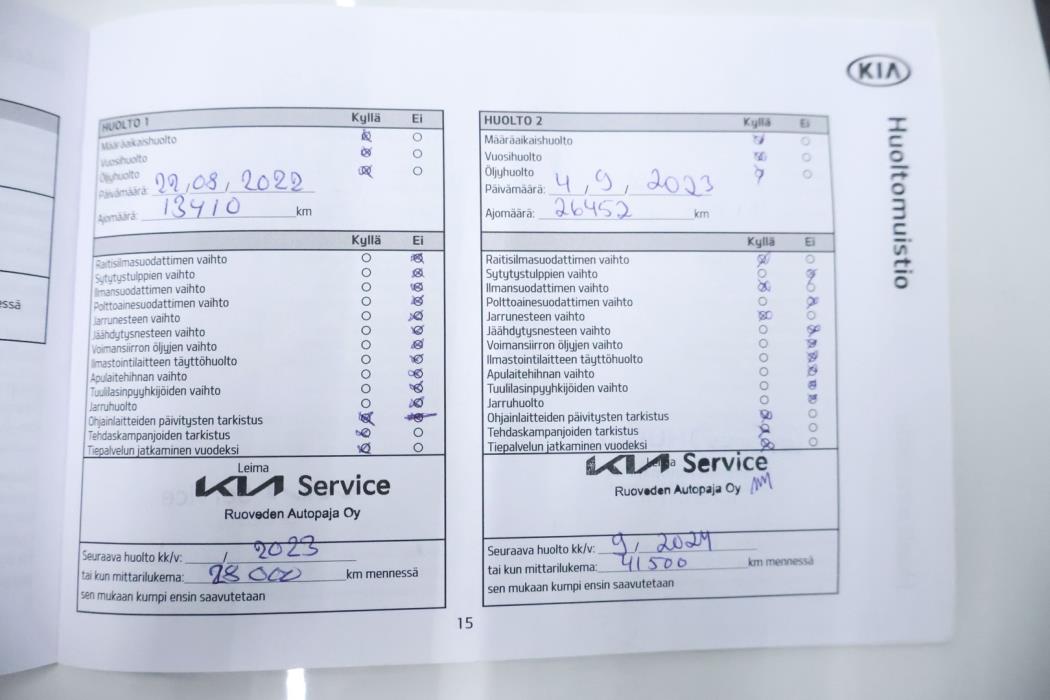 ssä
KIA
Huoltomuistio
HUOLTO 1 Kyllä Ei
Määräaikaishuolto
Vuosihuolto
Öljyhuolto
Päivämäärä: 22,08,2022
Ajomäärä: 13410 km
Kyllä Ei
Raitisilmasuodattimen vaihto
Sytytystulppien vaihto
Ilmansuodattimen vaihto
Polttoainesuodattimen vaihto
Jarrunesteen vaihto
Jäähdytysnesteen vaihto
Voimansiirron öljyjen vaihto
Ilmastointilaitteen täyttöhuolto
Apulaitehihnan vaihto
Tuulilasinpyyhkijöiden vaihto
Jarruhuolto
Ohjainlaitteiden päivitysten tarkistus
Tehdaskampanjoiden tarkistus
Tiepalvelun jatkaminen vuodeksi
Leima
KIA Service
Ruoveden Autopaja Oy
Seuraava huolto kk/v: / 2023
tai kun mittarilukema: 28000 km mennessä
sen mukaan kumpi ensin saavutetaan
HUOLTO 2 Kyllä Ei
Määräaikaishuolto
Vuosihuolto
Öljyhuolto
Päivämäärä: 4,9,2023
Ajomäärä: 26452 km
Kyllä Ei
Raitisilmasuodattimen vaihto
Sytytystulppien vaihto
Ilmansuodattimen vaihto
Polttoainesuodattimen vaihto
Jarrunesteen vaihto
Jäähdytysnesteen vaihto
Voimansiirron öljyjen vaihto
Ilmastointilaitteen täyttöhuolto
Apulaitehihnan vaihto
Tuulilasinpyyhkijöiden vaihto
Jarruhuolto
Ohjainlaitteiden päivitysten tarkistus
Tehdaskampanjoiden tarkistus
Tiepalvelun jatkaminen vuodeksi
KIA Service
Ruoveden Autopaja Oy
Seuraava huolto kk/v: 9, 2024
tai kun mittarilukema: 41500 km mennessä
sen mukaan kumpi ensin saavutetaan
15